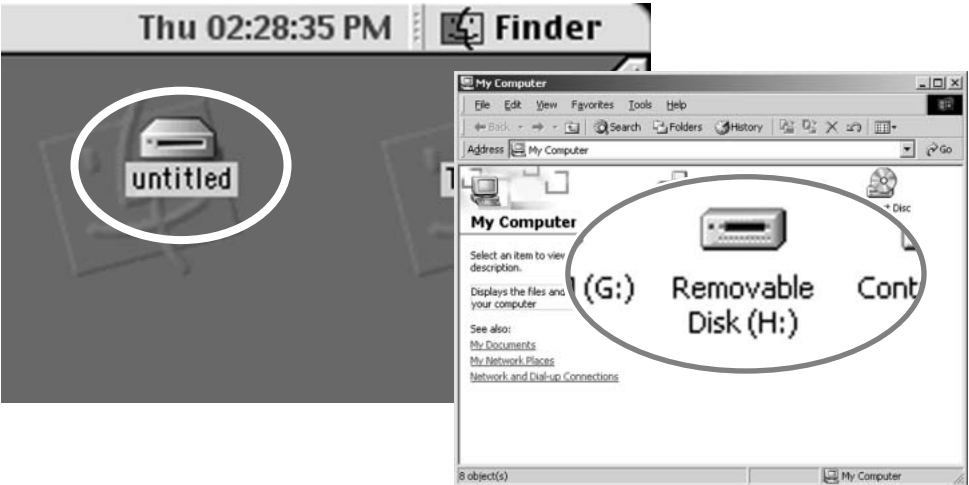 Thu 02:28:35 PM Finder
untitled
My Computer
File Edit View Favorites Tools Help
Back Search Folders History
Address My Computer Go
My Computer
Disc
Select an item to view
description.
Displays the files and
your computer
(G:) Removable Disk (H:) Cont
See also:
My Documents
My Network Places
Network and Dial-up Connections
8 object(s) My Computer